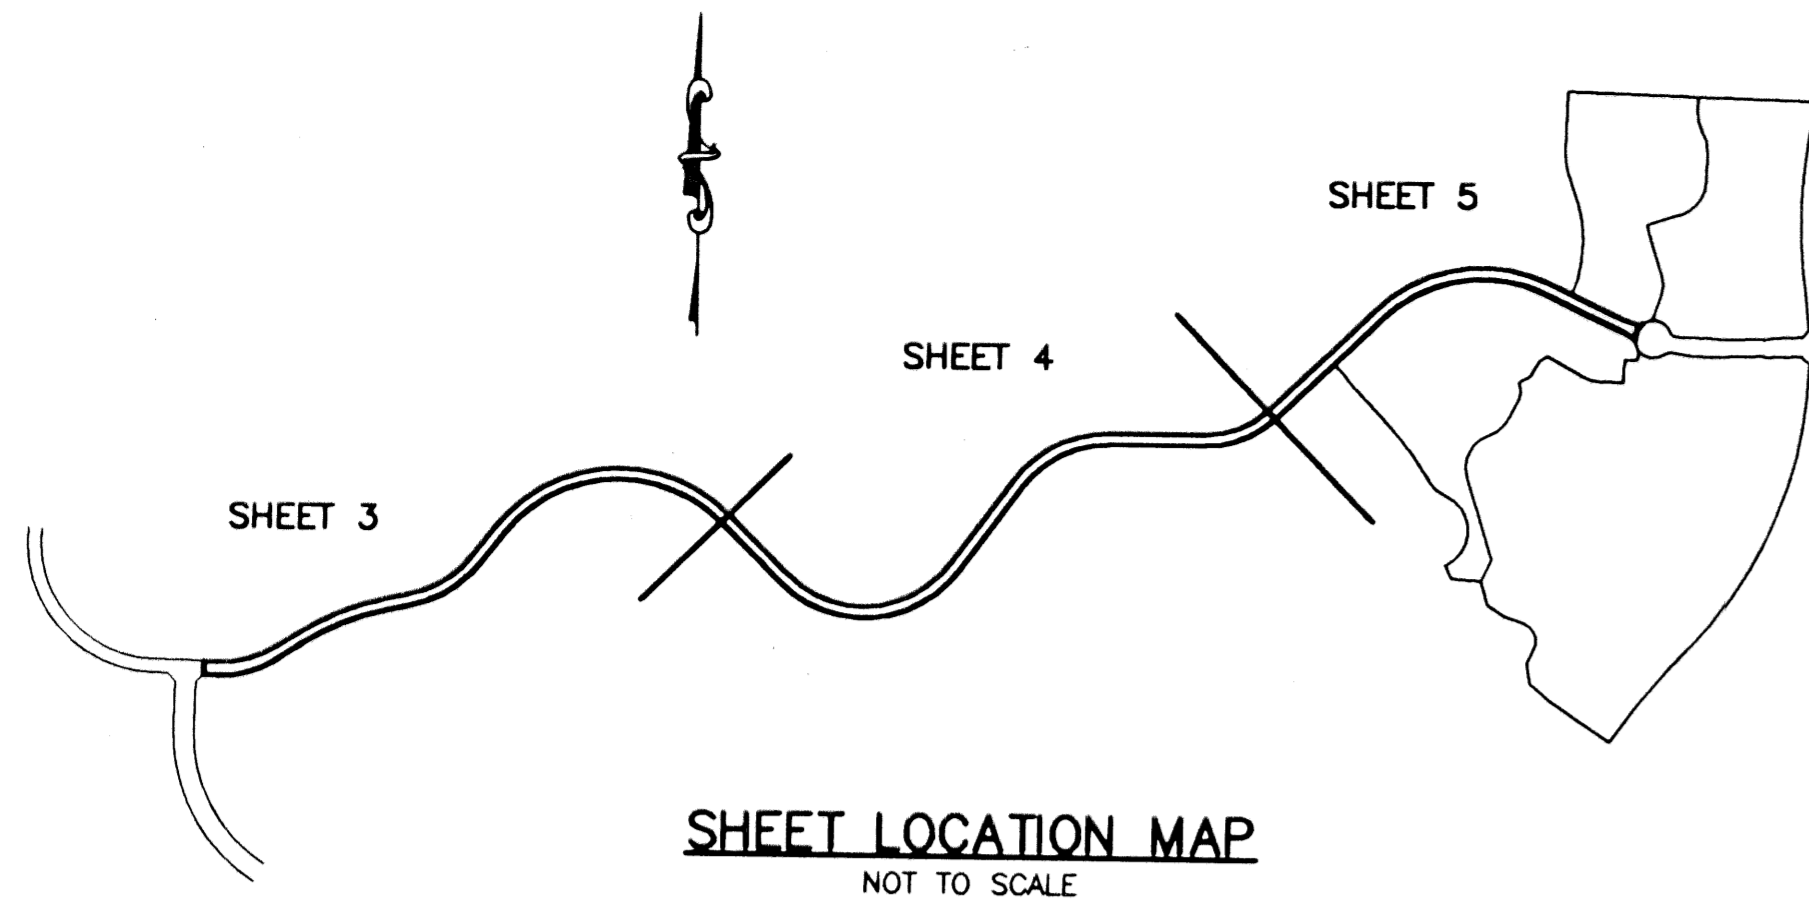 SHEET 5
SHEET 4
SHEET 3
SHEET LOCATION MAP
NOT TO SCALE